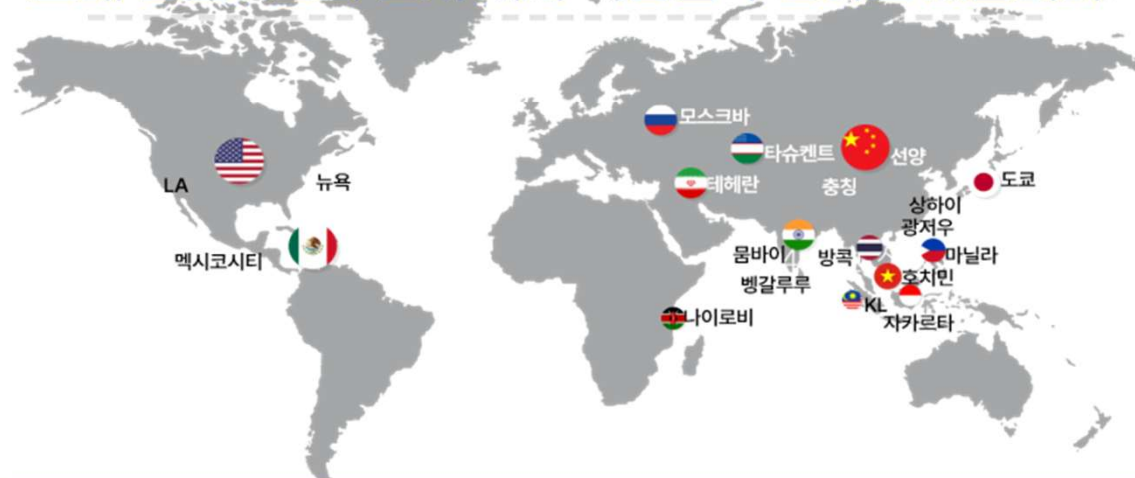 모스크바
타슈켄트
선양
LA
뉴욕
테헤란
충칭
도쿄
상하이
광저우
멕시코시티
뭄바이
방콕
마닐라
벵갈루루
호치민
KL
자카르타
나이로비